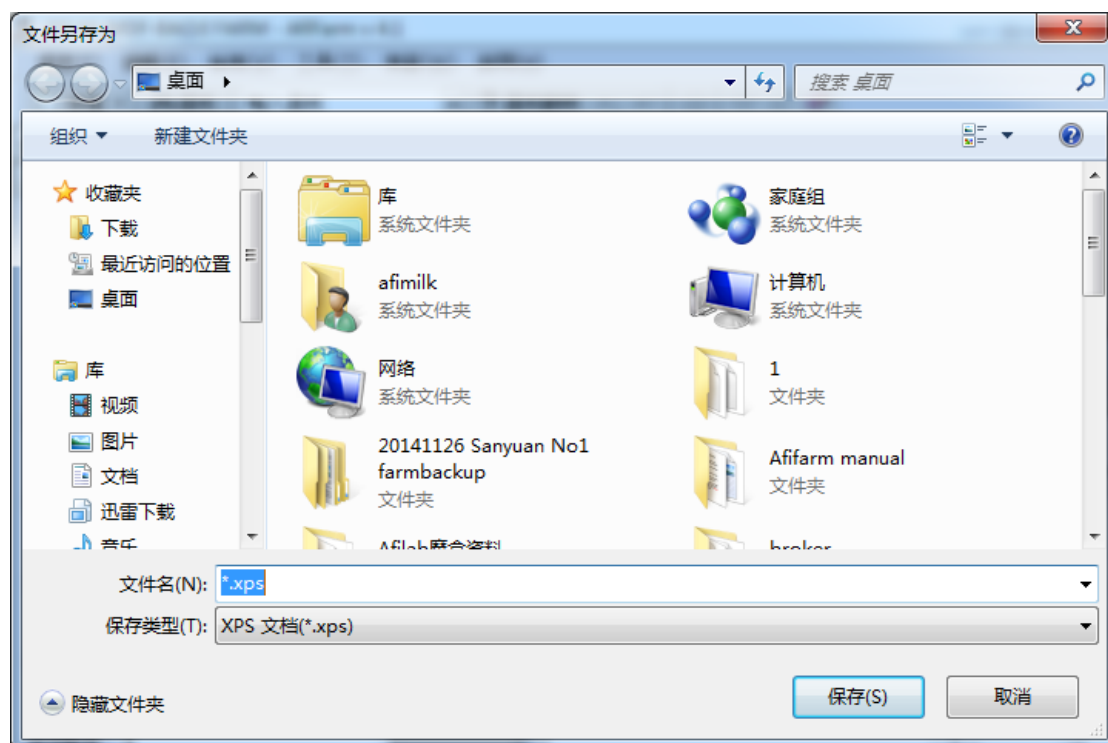 文件另存为
桌面
搜索 桌面
组织
新建文件夹
收藏夹
下载
最近访问的位置
桌面
库
视频
图片
文档
迅雷下载
音乐
库
系统文件夹
家庭组
系统文件夹
afimilk
系统文件夹
计算机
系统文件夹
网络
系统文件夹
1
文件夹
20141126 Sanyuan No1
farmbackup
文件夹
Afifarm manual
文件夹
broker
文件名(N):
*.xps
保存类型(T):
XPS 文档(*.xps)
隐藏文件夹
保存(S)
取消